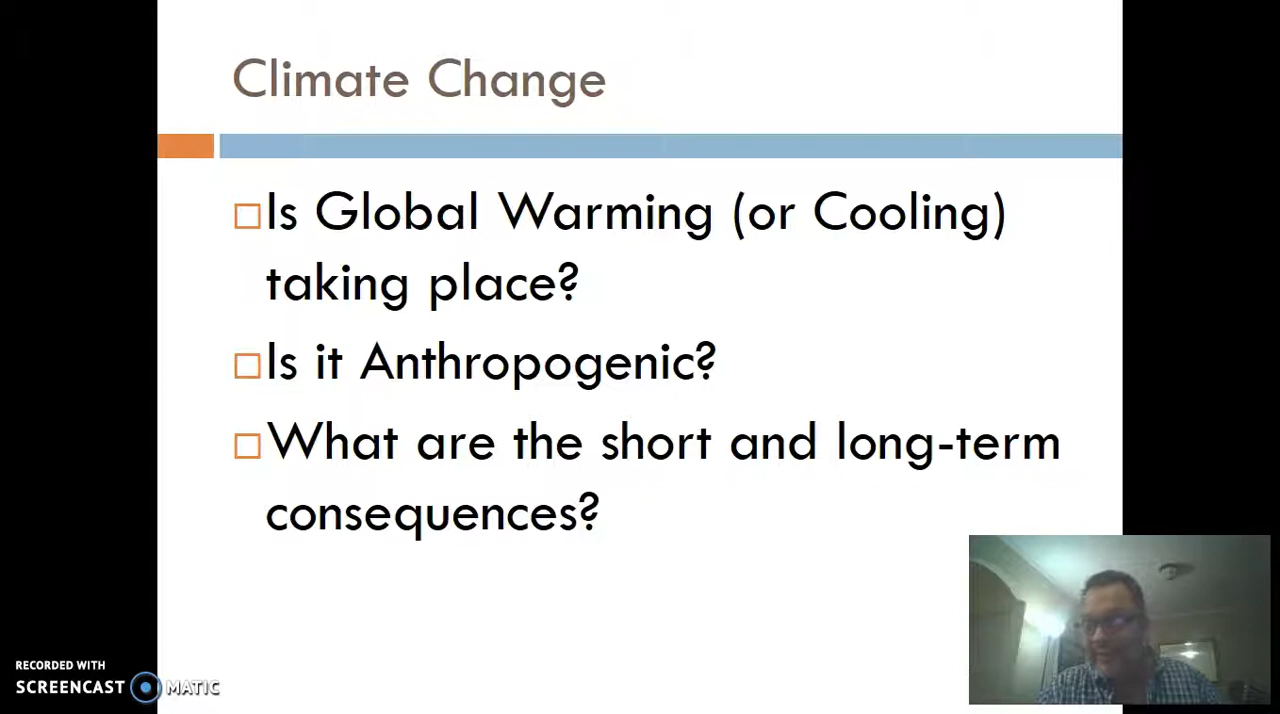 Climate Change
Is Global Warming (or Cooling)
taking place?
Is it Anthropogenic?
What are the short and long-term
consequences?
RECORDED WITH
SCREENCAST MATIC